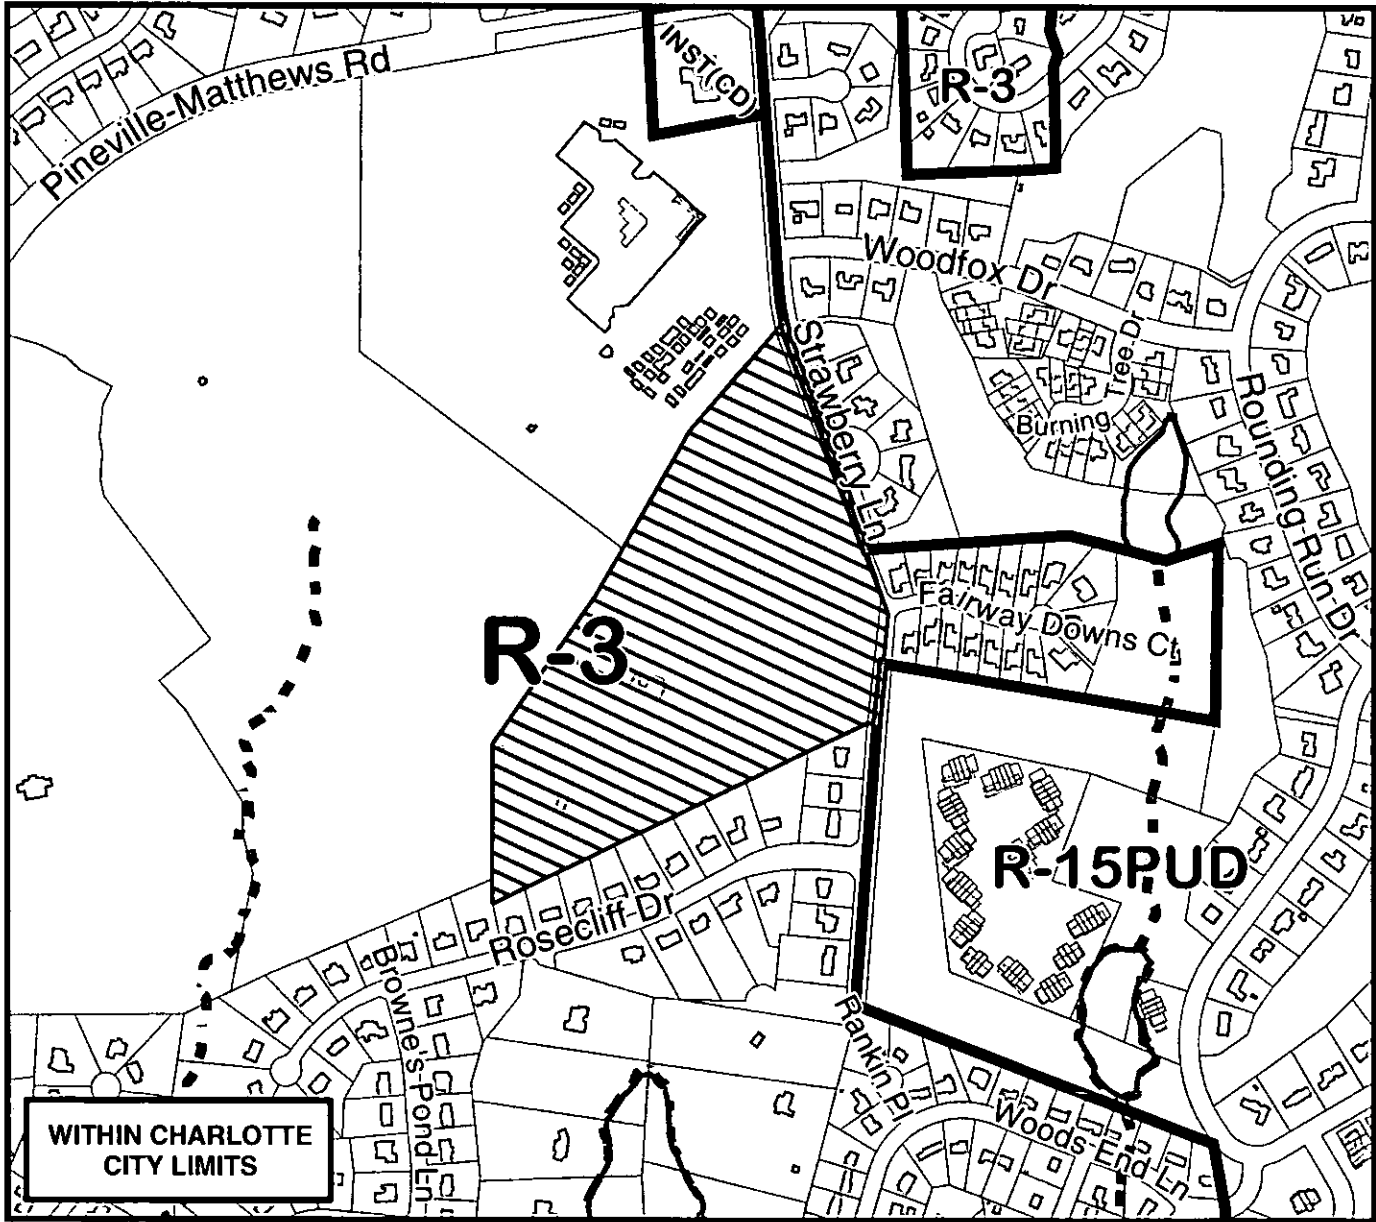 Pineville-Matthews Rd
INST(CD)
R-3
Woodfox Dr
Strawberry Ln
Tree Dr
Burning
Rounding Run Dr
Fairway Downs Ct
R-3
R-15PUD
Rosecliff Dr
Browne's Pond Ln
Rankin Pl
Woods End Ln
WITHIN CHARLOTTE
CITY LIMITS